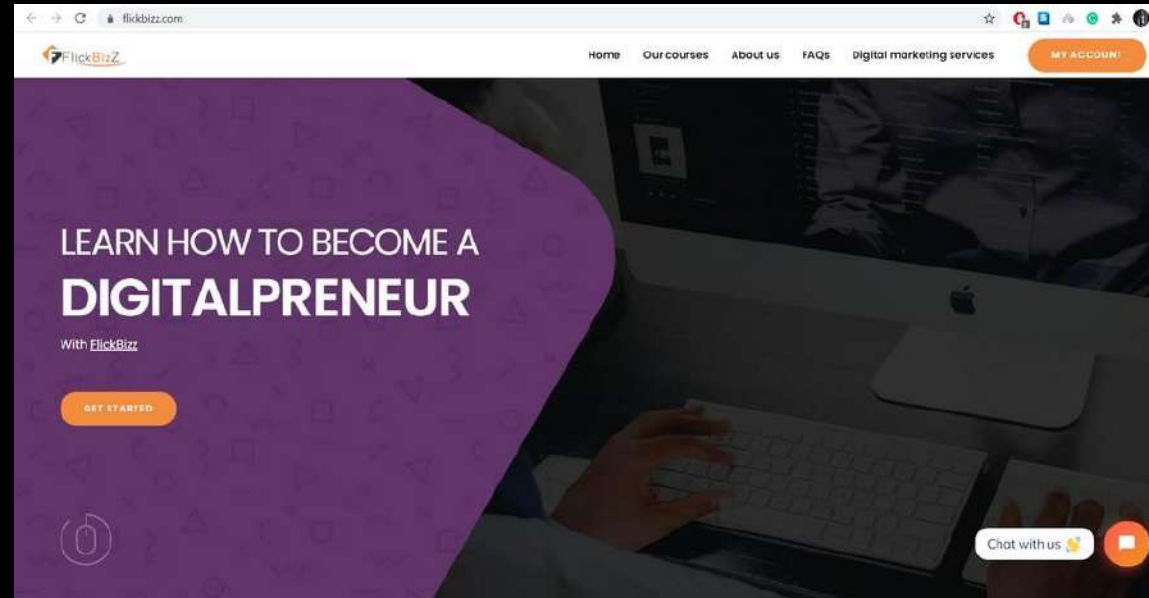 flickbizz.com
FlickBizZ
Home Our courses About us FAQs Digital marketing services MY ACCOUNT
LEARN HOW TO BECOME A
DIGITALPRENEUR
With FlickBizz
GET STARTED
Chat with us 👋